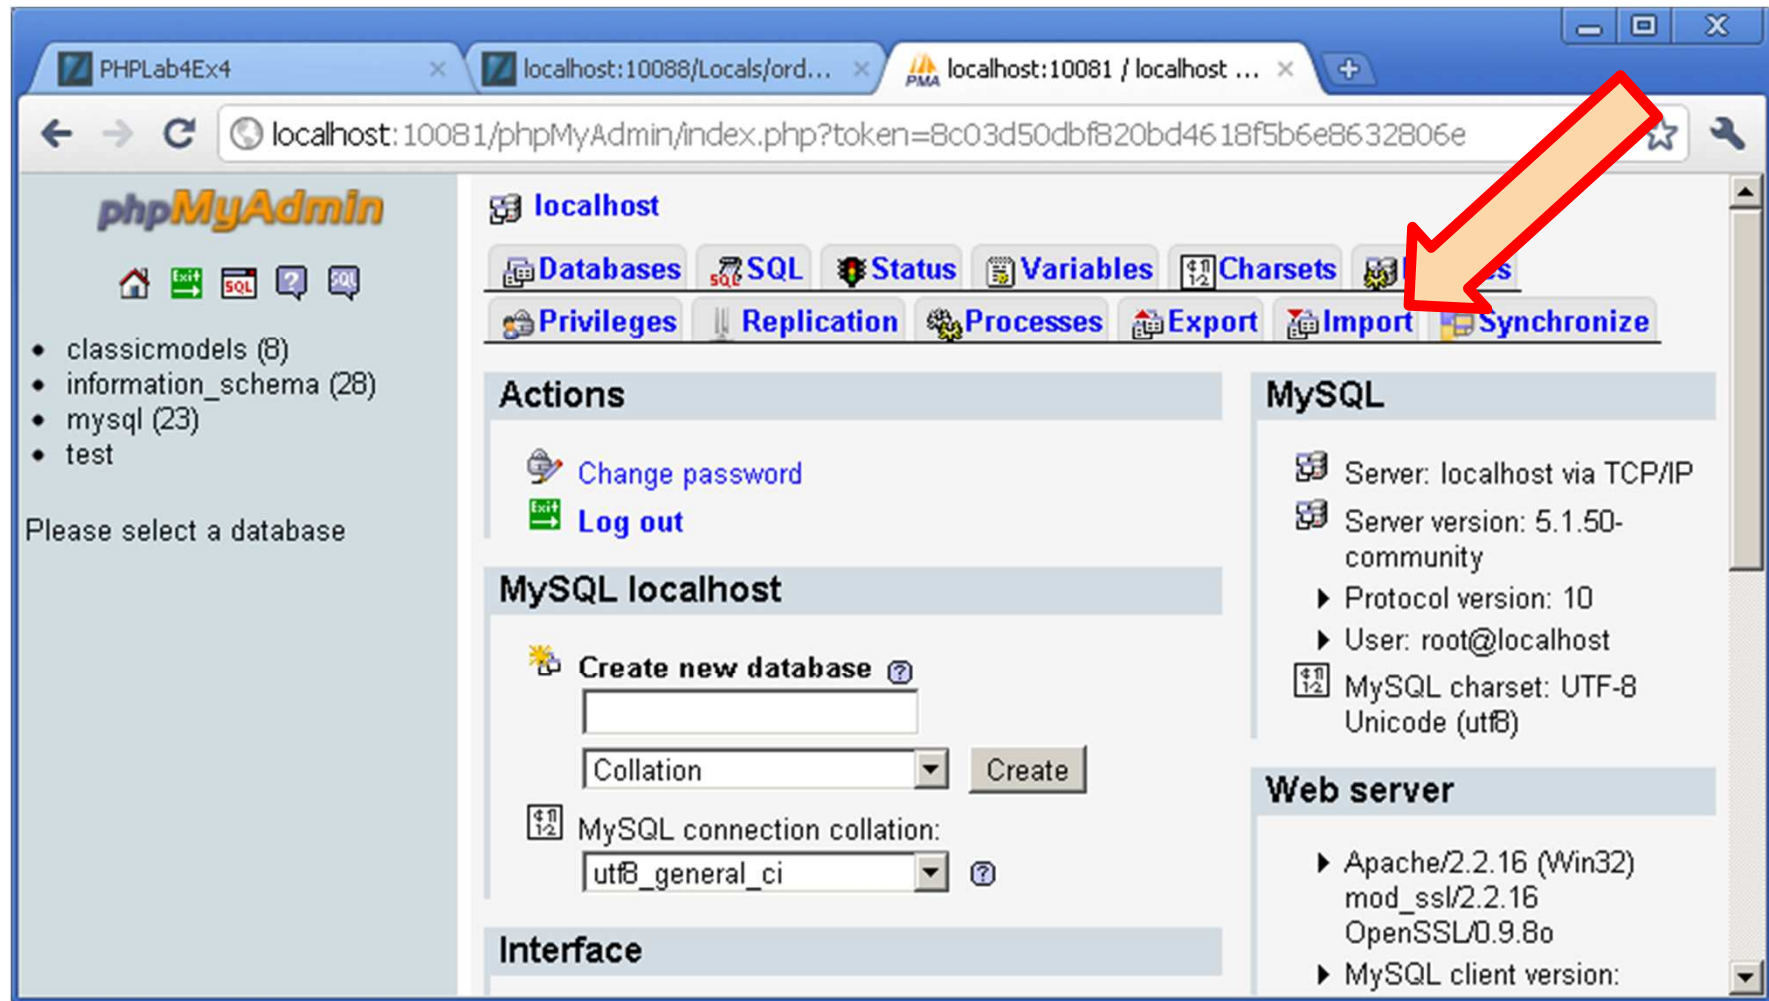 PHPLab4Ex4
localhost:10088/Locals/ord...
localhost:10081 / localhost ...
localhost:10081/phpMyAdmin/index.php?token=8c03d50dbf820bd4618f5b6e8632806e
phpMyAdmin
classicmodels (8)
information_schema (28)
mysql (23)
test
Please select a database
localhost
Databases SQL Status Variables Charsets
Privileges Replication Processes Export Import Synchronize
Actions
Change password
Log out
MySQL localhost
Create new database
Collation Create
MySQL connection collation:
utf8_general_ci
Interface
MySQL
Server: localhost via TCP/IP
Server version: 5.1.50-
community
Protocol version: 10
User: root@localhost
MySQL charset: UTF-8
Unicode (utf8)
Web server
Apache/2.2.16 (Win32)
mod_ssl/2.2.16
OpenSSL/0.9.8o
MySQL client version: